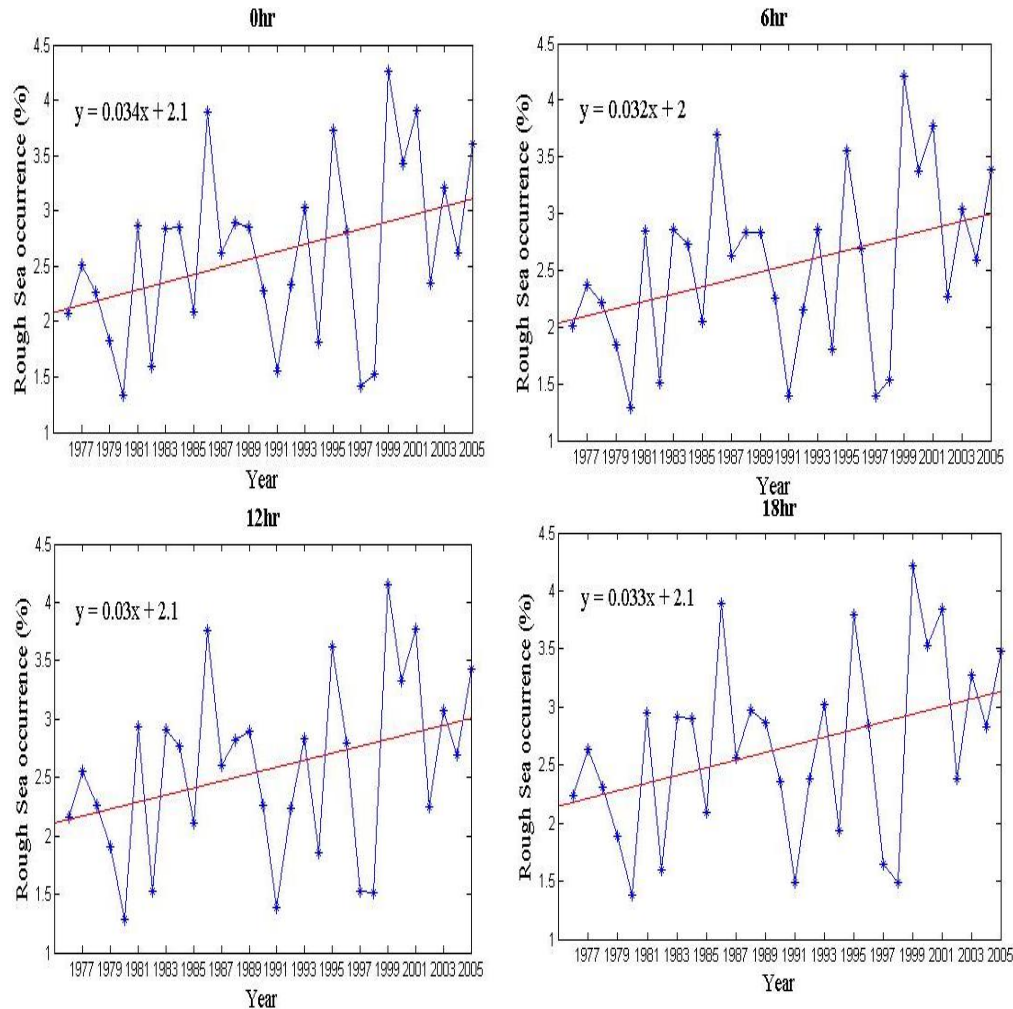 0hr
4.5
4
3.5
3
2.5
2
1.5
1
Rough Sea occurrence (%)
y = 0.034x + 2.1
1977 1979 1981 1983 1985 1987 1989 1991 1993 1995 1997 1999 2001 2003 2005
Year
6hr
4.5
4
3.5
3
2.5
2
1.5
1
Rough Sea occurrence (%)
y = 0.032x + 2
1977 1979 1981 1983 1985 1987 1989 1991 1993 1995 1997 1999 2001 2003 2005
Year
12hr
4.5
4
3.5
3
2.5
2
1.5
1
Rough Sea occurrence (%)
y = 0.03x + 2.1
1977 1979 1981 1983 1985 1987 1989 1991 1993 1995 1997 1999 2001 2003 2005
Year
18hr
4.5
4
3.5
3
2.5
2
1.5
1
Rough Sea occurrence (%)
y = 0.033x + 2.1
1977 1979 1981 1983 1985 1987 1989 1991 1993 1995 1997 1999 2001 2003 2005
Year